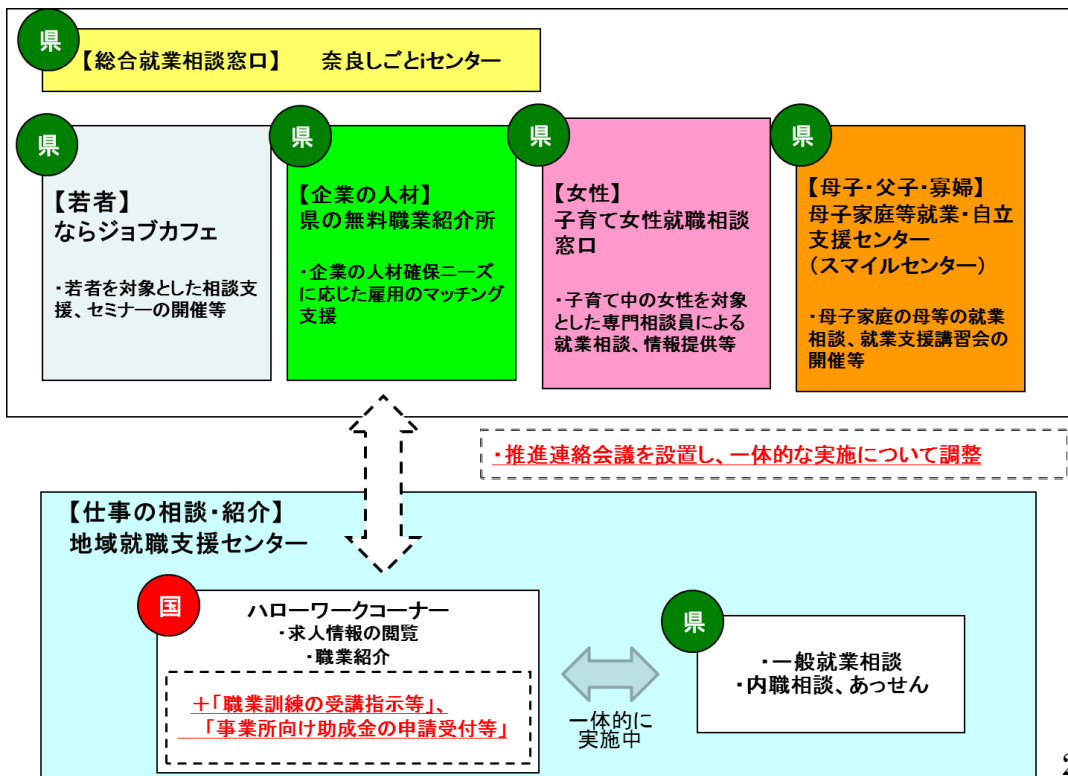 県
【総合就業相談窓口】　奈良しごとiセンター
県
【若者】
ならジョブカフェ
・若者を対象とした相談支
援、セミナーの開催等
県
【企業の人材】
県の無料職業紹介所
・企業の人材確保ニーズ
に応じた雇用のマッチング
支援
県
【女性】
子育て女性就職相談
窓口
・子育て中の女性を対象
とした専門相談員による
就業相談、情報提供等
県
【母子・父子・寡婦】
母子家庭等就業・自立
支援センター
（スマイルセンター）
・母子家庭の母等の就業
相談、就業支援講習会の
開催等
・推進連絡会議を設置し、一体的な実施について調整
【仕事の相談・紹介】
地域就職支援センター
国
ハローワークコーナー
・求人情報の閲覧
・職業紹介
＋「職業訓練の受講指示等」、
「事業所向け助成金の申請受付等」
一体的に
実施中
県
・一般就業相談
・内職相談、あっせん